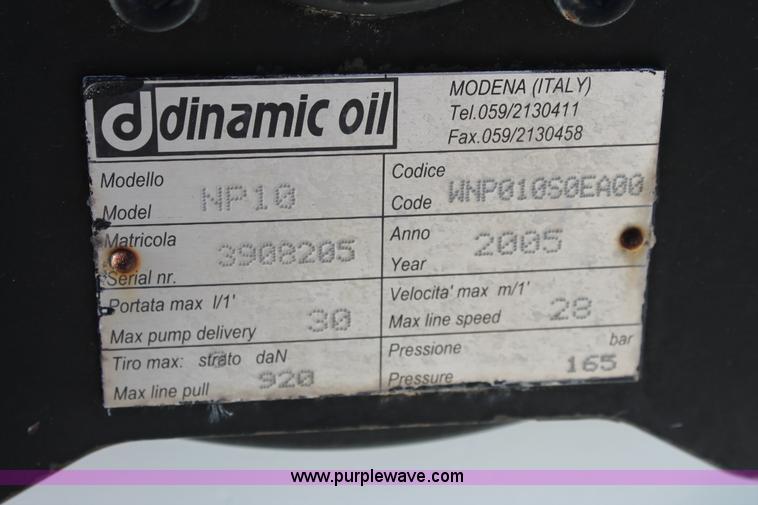 d dinamic oil
MODENA (ITALY)
Tel.059/2130411
Fax.059/2130458
Modello
Model NP10
Codice
Code WNP010S0EA00
Matricola
Serial nr. 3908205
Anno
Year 2005
Portata max l/1'
Max pump delivery 30
Velocita' max m/1'
Max line speed 28
Tiro max: strato daN
Max line pull 920
Pressione bar
Pressure 165
www.purplewave.com